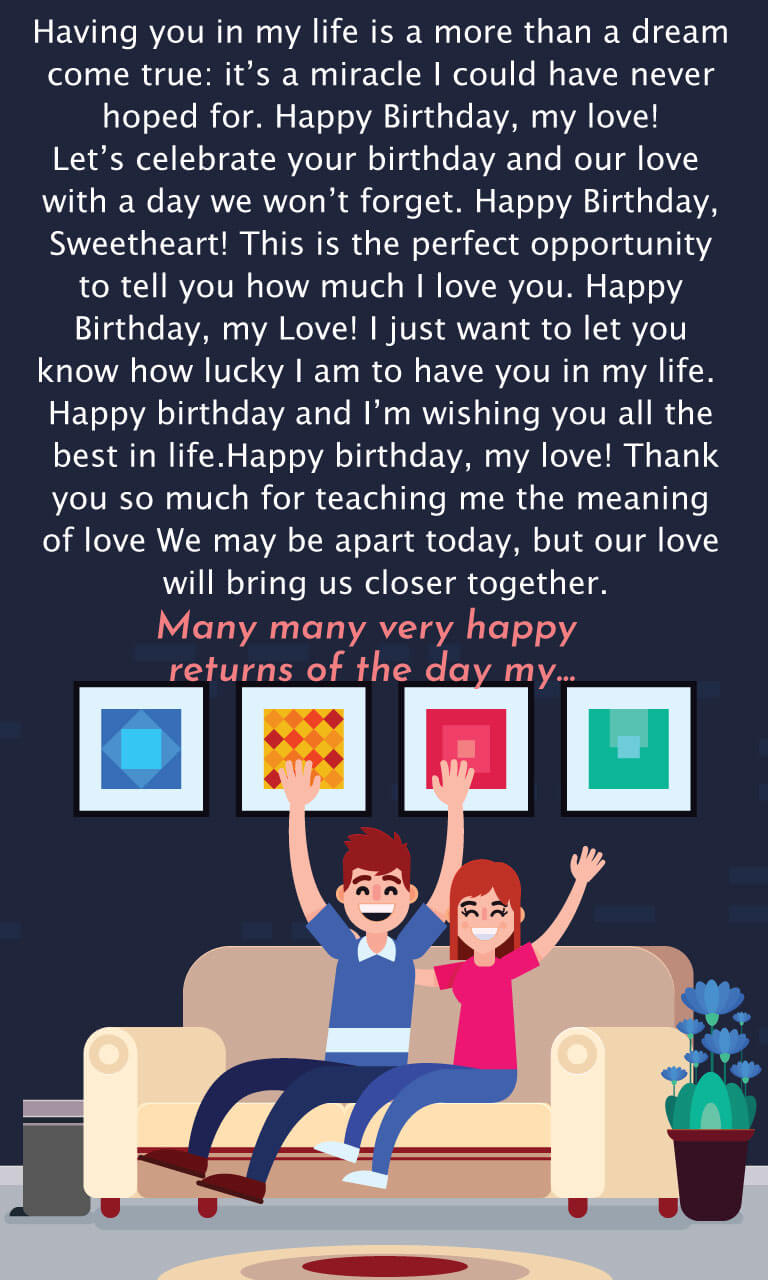 Having you in my life is a more than a dream
come true: it’s a miracle I could have never
hoped for. Happy Birthday, my love!
Let’s celebrate your birthday and our love
with a day we won’t forget. Happy Birthday,
Sweetheart! This is the perfect opportunity
to tell you how much I love you. Happy
Birthday, my Love! I just want to let you
know how lucky I am to have you in my life.
Happy birthday and I’m wishing you all the
best in life.Happy birthday, my love! Thank
you so much for teaching me the meaning
of love We may be apart today, but our love
will bring us closer together.
Many many very happy
returns of the day my...